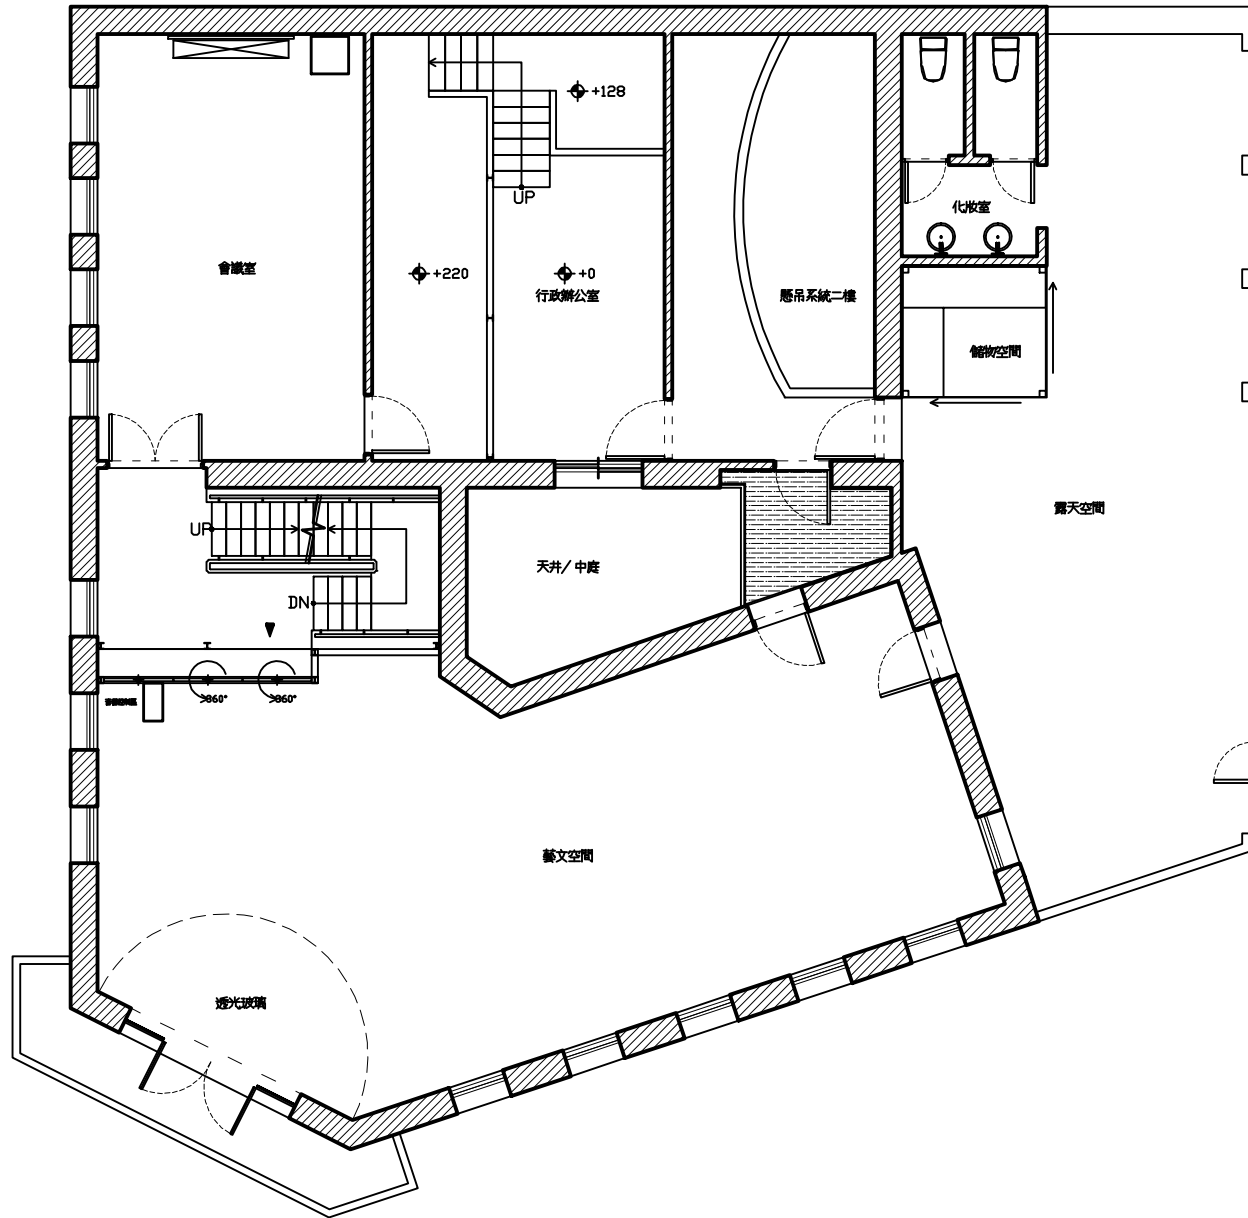 +128
UP
化妝室
會議室
+220
+0
行政辦公室
懸吊系統二樓
儲物空間
露天空間
UP
天井/中庭
DN
360°
360°
藝文空間
透光玻璃